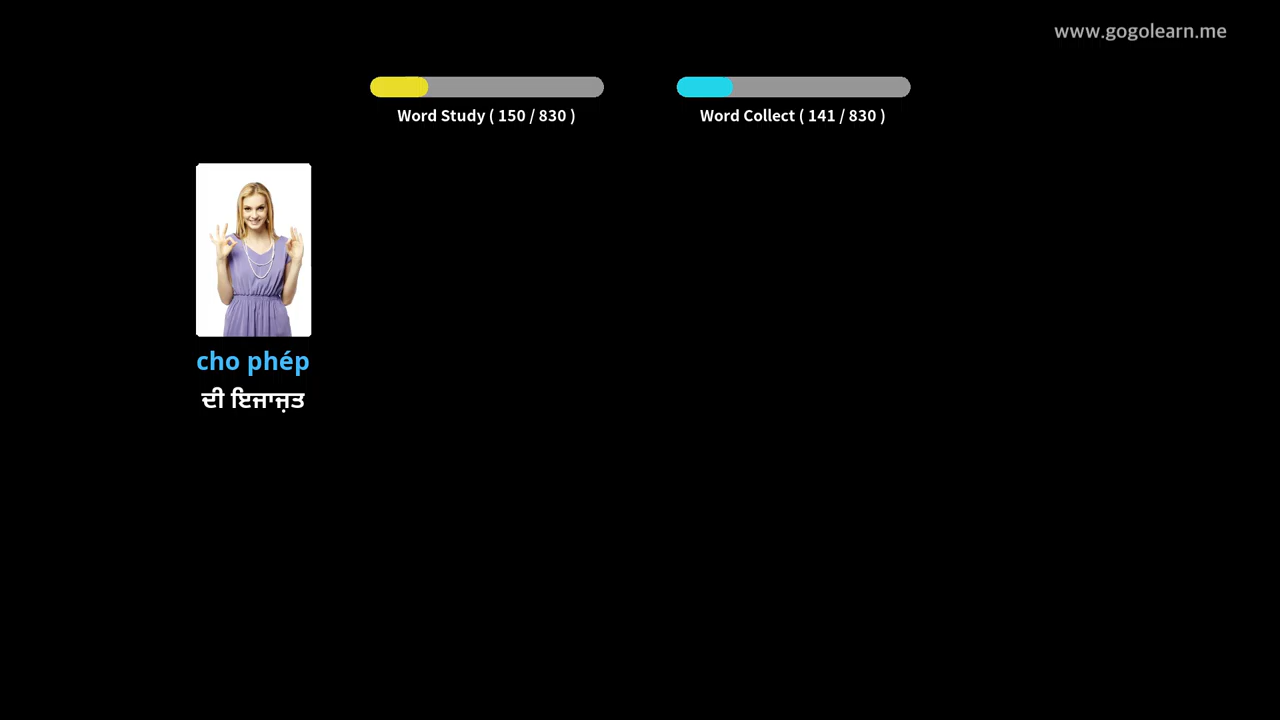 www.gogolearn.me
Word Study ( 150 / 830 )
Word Collect ( 141 / 830 )
cho phép
ਦੀ ਇਜਾਜ਼ਤ